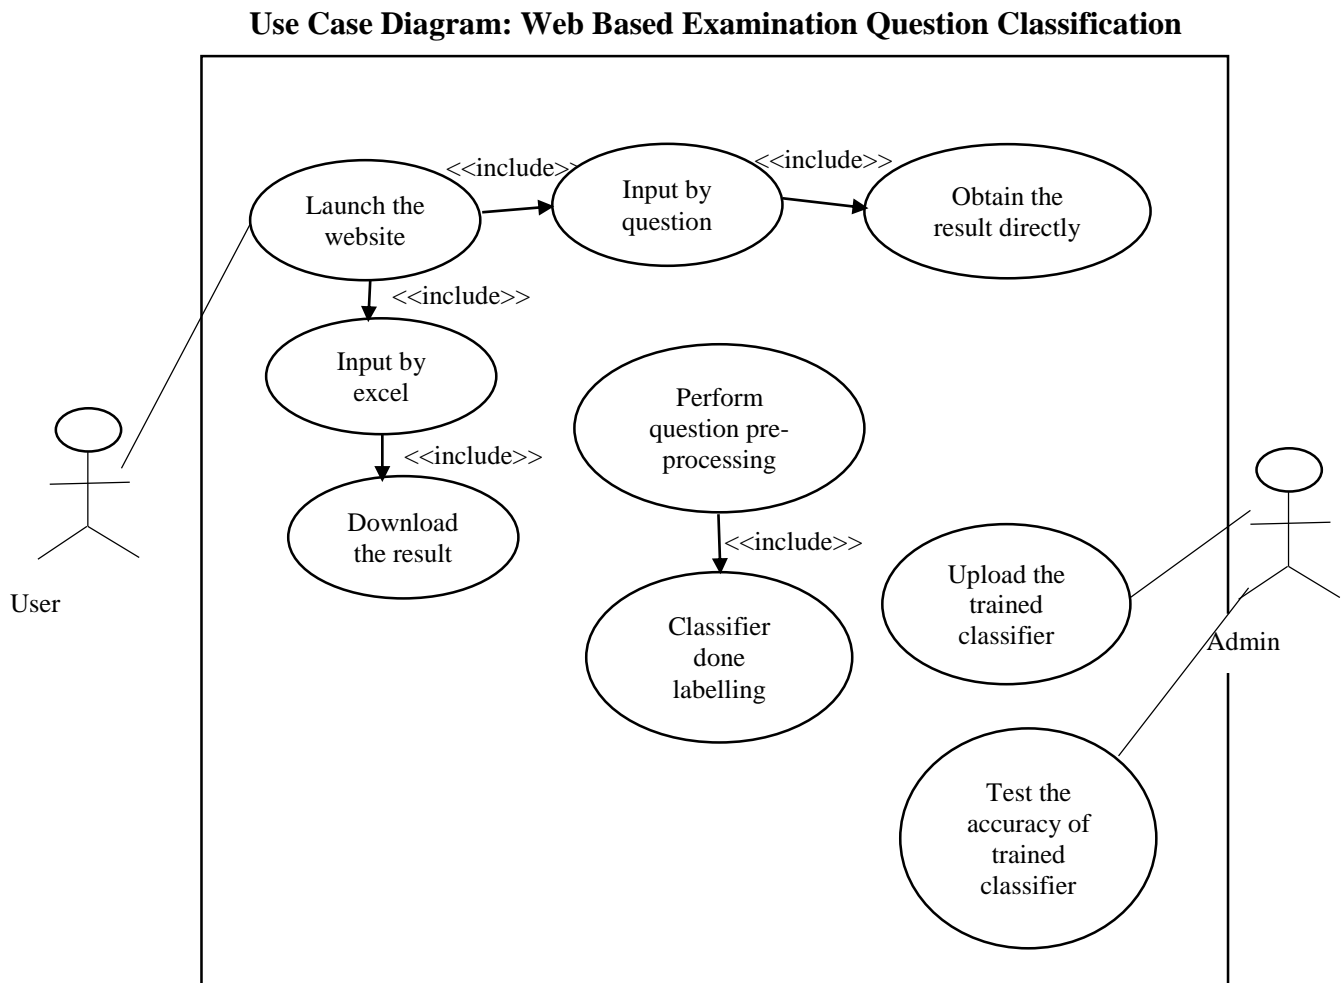 Use Case Diagram: Web Based Examination Question Classification
<<include>>
<<include>>
Launch the
website
Input by
question
Obtain the
result directly
<<include>>
Input by
excel
Perform
question pre-
processing
<<include>>
Download
the result
<<include>>
Upload the
trained
classifier
User
Classifier
done
labelling
Admin
Test the
accuracy of
trained
classifier